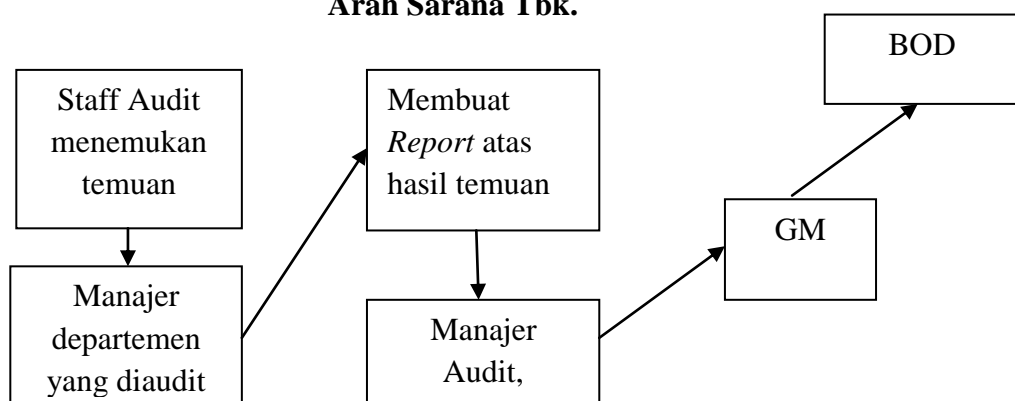 Arah Sarana Tbk.
Staff Audit
menemukan
temuan
Manajer
departemen
yang diaudit
Membuat
Report atas
hasil temuan
Manajer
Audit,
GM
BOD